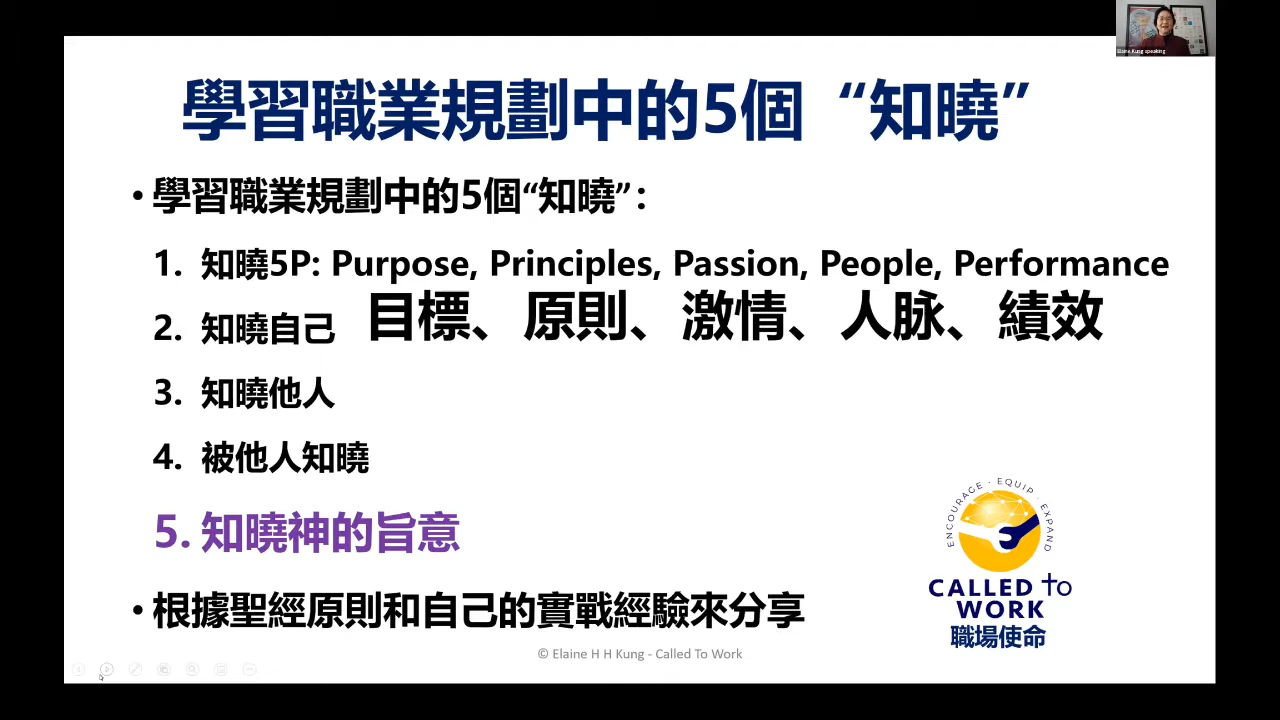 Elaine Kung speaking
學習職業規劃中的5個“知曉”
• 學習職業規劃中的5個“知曉”：
1. 知曉5P: Purpose, Principles, Passion, People, Performance
目標、原則、激情、人脉、績效
2. 知曉自己
3. 知曉他人
4. 被他人知曉
5. 知曉神的旨意
• 根據聖經原則和自己的實戰經驗來分享
ENCOURAGE · EQUIP · EXPAND
CALLED TO
WORK
職場使命
© Elaine H H Kung - Called To Work